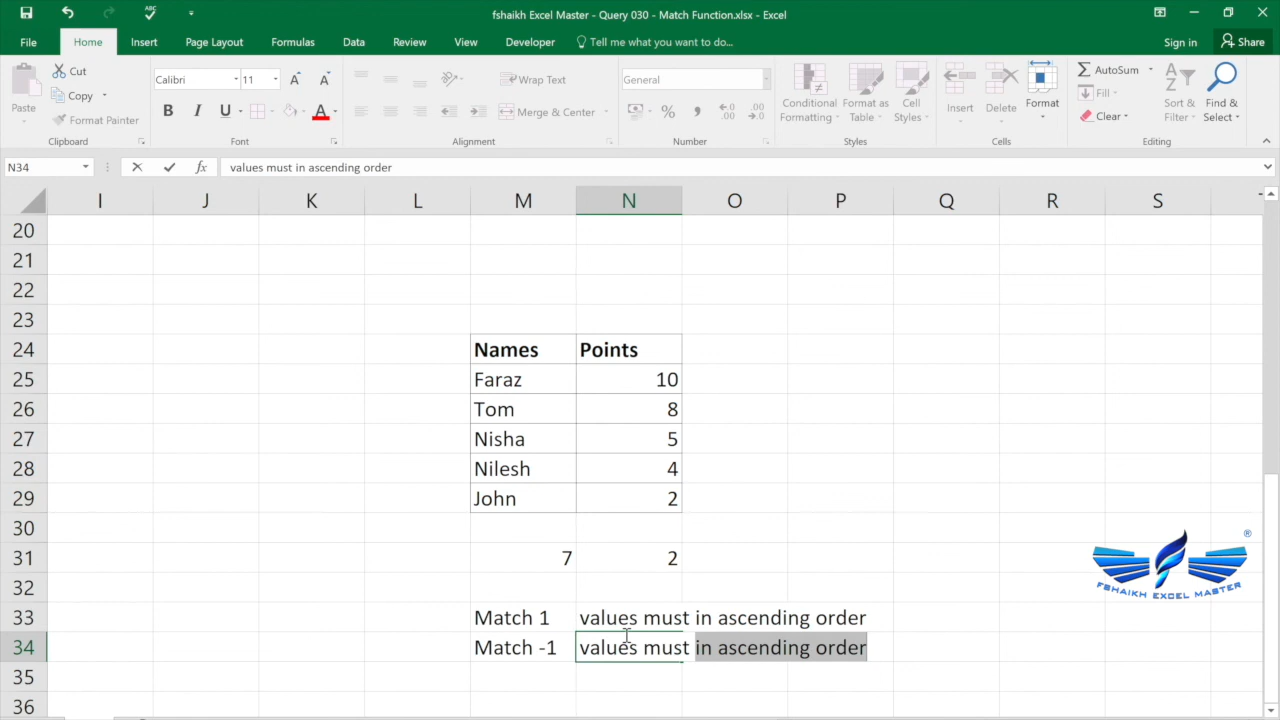 fshaikh Excel Master - Query 030 - Match Function.xlsx - Excel
File Home Insert Page Layout Formulas Data Review View Developer Tell me what you want to do... Sign in Share
Paste
Cut
Copy
Format Painter
Clipboard
Calibri 11
B I U A
Font
Wrap Text
Merge & Center
Alignment
General
% , .00
Number
Conditional Formatting
Format as Table
Cell Styles
Styles
Insert
Delete
Format
Cells
AutoSum
Fill
Clear
Sort & Filter
Find & Select
Editing
N34 fx values must in ascending order
I J K L M N O P Q R S
20
21
22
23
24 Names Points
25 Faraz 10
26 Tom 8
27 Nisha 5
28 Nilesh 4
29 John 2
30
31 7 2
32
33 Match 1 values must in ascending order
34 Match -1 values must in ascending order
35
36
FSHAIKH EXCEL MASTER ®